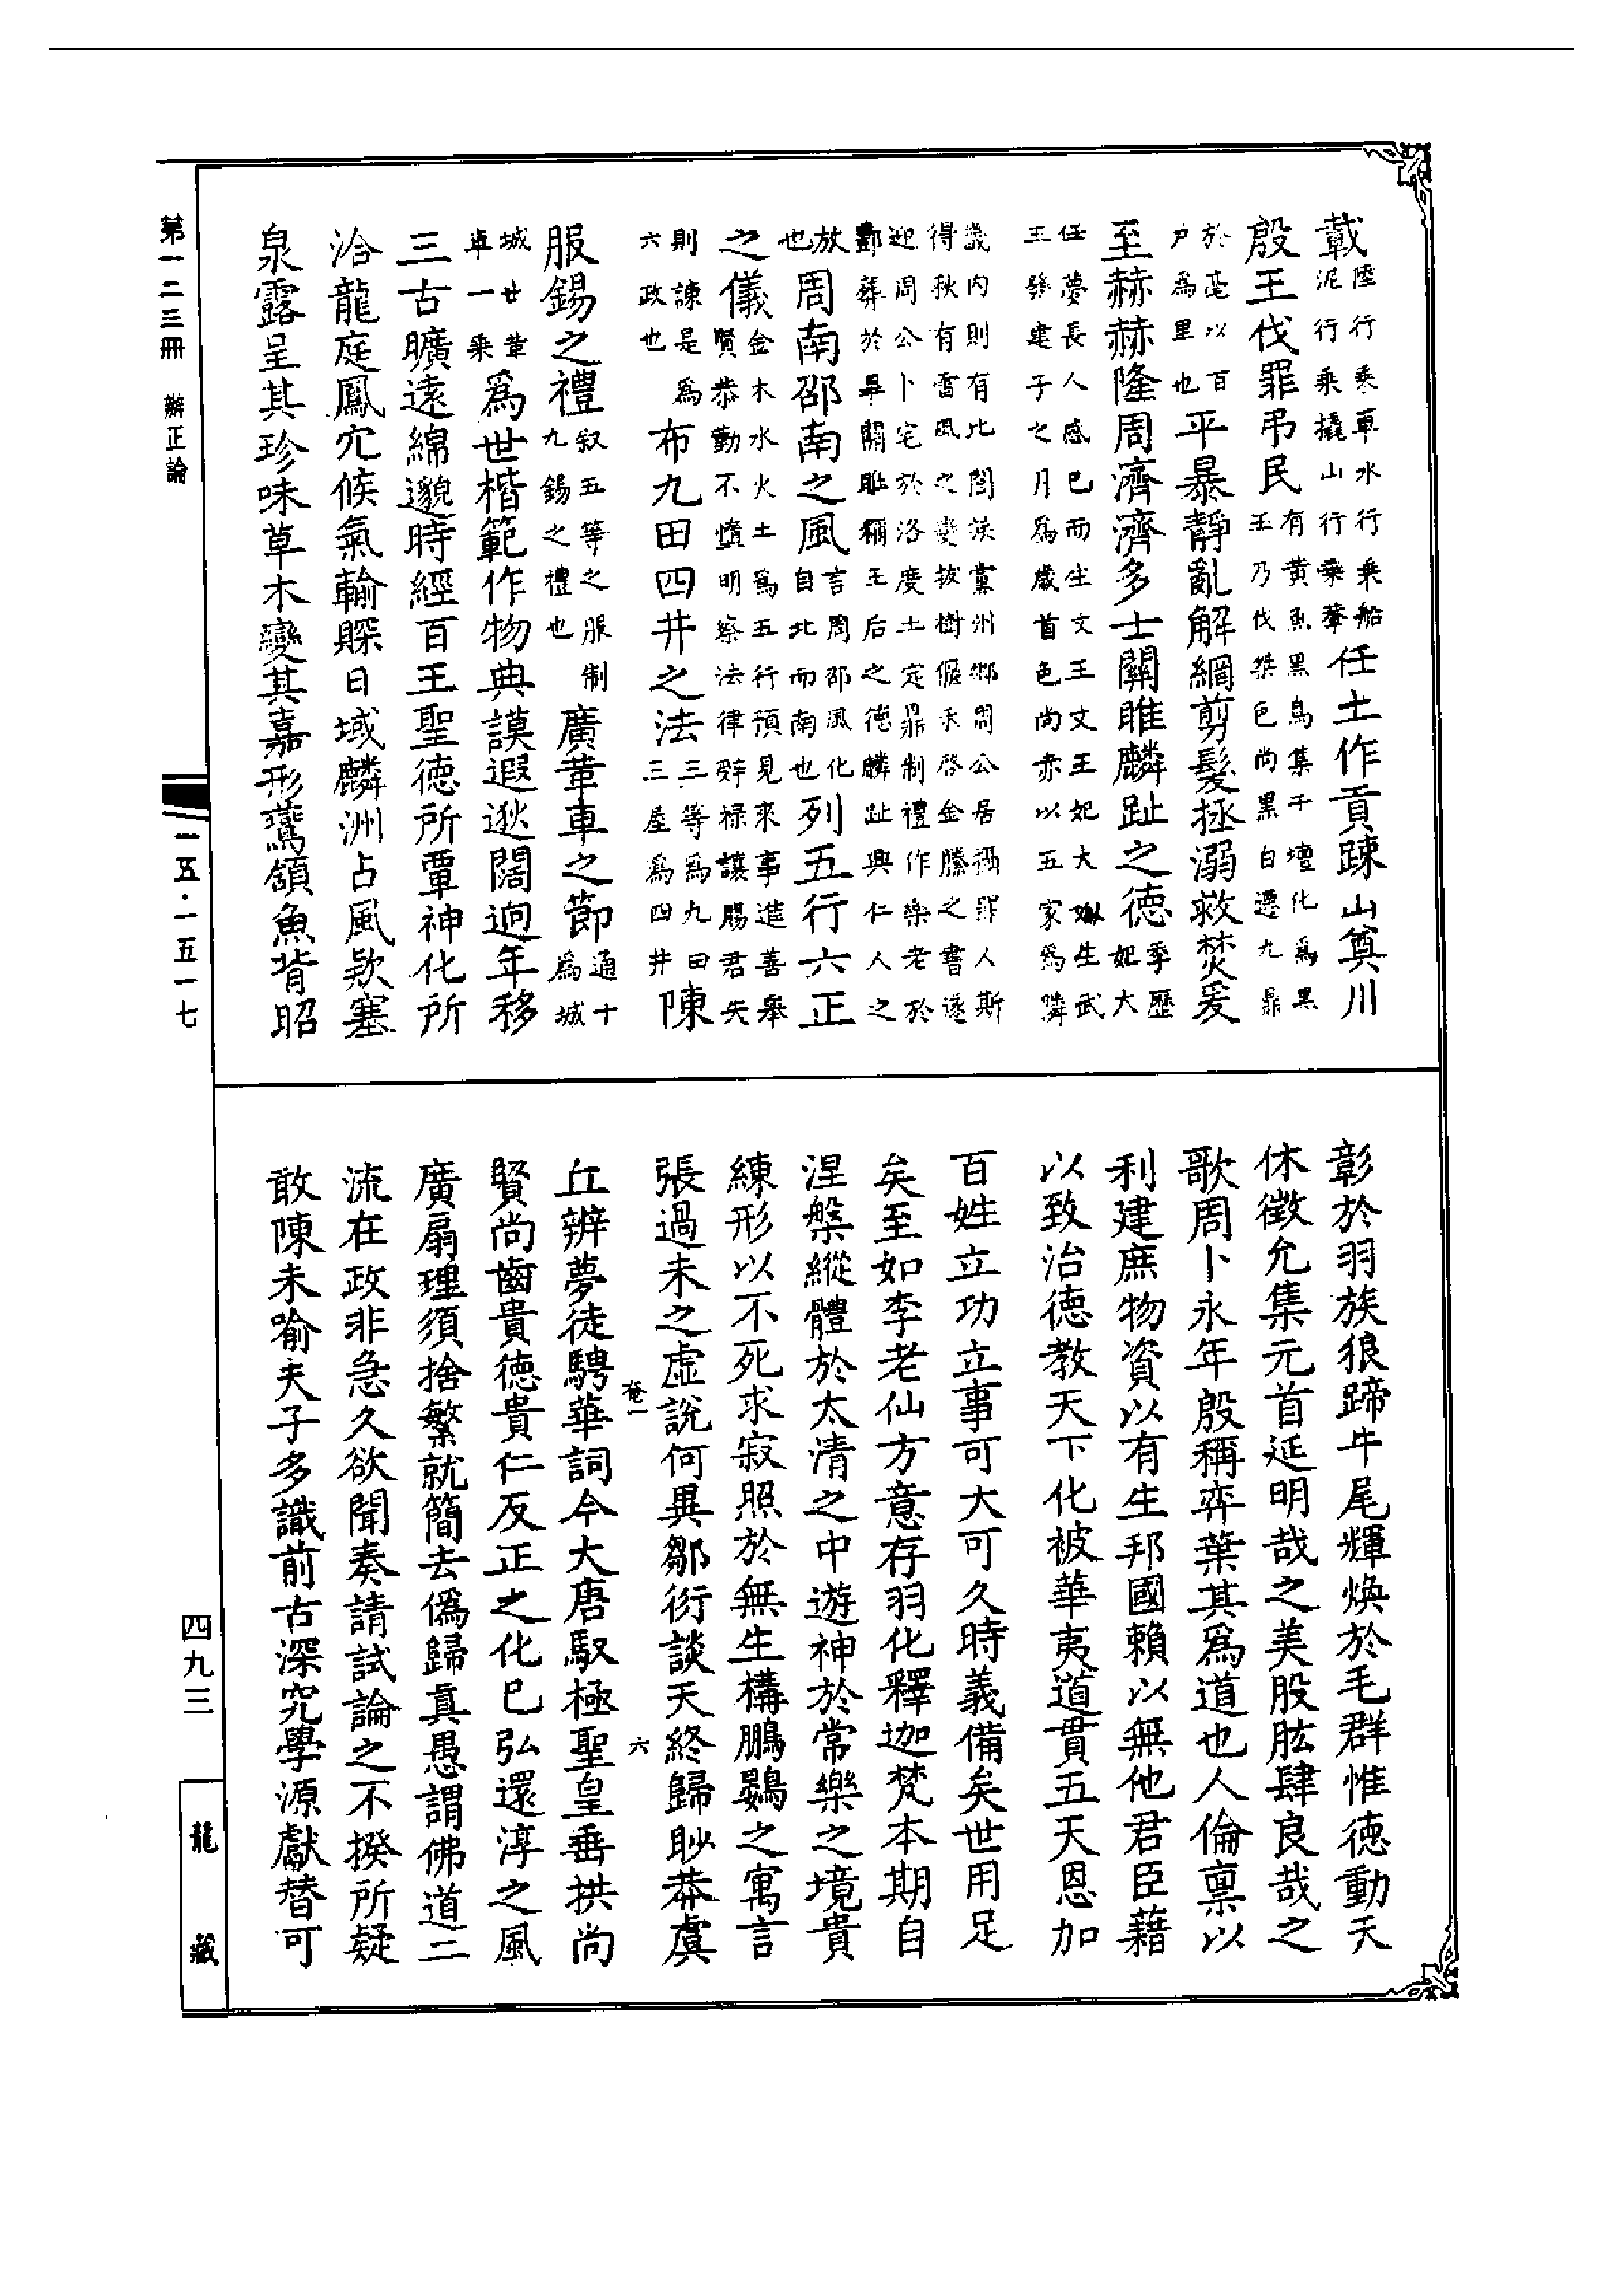 載陸行乘車水行乘船泥行乘撬山行乘輂任土作貢踈山奠川
殷王伐罪弔民有黃魚黑鳥集于壇化爲黑玉乃伐桀色尚黑白遷九鼎
於亳以百戶爲里也平暴靜亂解網剪髮拯溺救焚爰
至赫赫隆周濟濟多士關雎麟趾之德季歷妃大
任夢長人感已而生文王文王妃大姒生武王發建子之月爲歲首色尚赤以五家爲隣
畿内則有比閭族黨州鄉周公居攝罪人斯得秋有雷風之變拔樹偃禾啓金縢之書遂
迎周公卜宅於洛度土定鼎制禮作樂老於酆葬於畢關雎稱王后之德麟趾興仁人之
放也周南邵南之風言周邵風化自北而南也列五行六正
之儀金木水火土爲五行預見來事進善舉賢恭勤不惰明察法律辤祿讓賜君失
則諫是爲六政也布九田四井之法三三等爲九田屋爲四井陳
服錫之禮叙五等之服制九錫之禮也廣葦車之節通十爲城
城廿葦車一乘爲世楷範作物典謨遐逖闊迥年移
三古曠遠綿邈時經百王聖德所覃神化所
洽龍庭鳳穴候氣輸賝日域麟洲占風欵塞
泉露呈其珍味草木變其嘉形鸞頷魚背昭
彰於羽族狼蹄牛尾輝煥於毛群惟德動天
休徵允集元首延明哉之美股肱肆良哉之
歌周卜永年殷稱弈葉其爲道也人倫禀以
利建庶物資以有生邦國賴以無他君臣藉
以致治德教天下化被華夷道貫五天恩加
百姓立功立事可大可久時義備矣世用足
矣至如李老仙方意存羽化釋迦梵本期自
涅槃縱體於太清之中遊神於常樂之境貴
練形以不死求寂照於無生構鵬鷃之寓言
張過未之虛說何異鄒衍談天終歸眇莽虞
丘辨夢徒騁華詞今大唐馭極聖皇垂拱尚
賢尚齒貴德貴仁反正之化已弘還淳之風
廣扇理須捨繁就簡去僞歸眞愚謂佛道二
流在政非急久欲聞奏請試論之不揆所疑
敢陳未喻夫子多識前古深究學源獻替可
第一二三冊 辯正論
一五·一五一七
四九三
龍藏
奄一
六